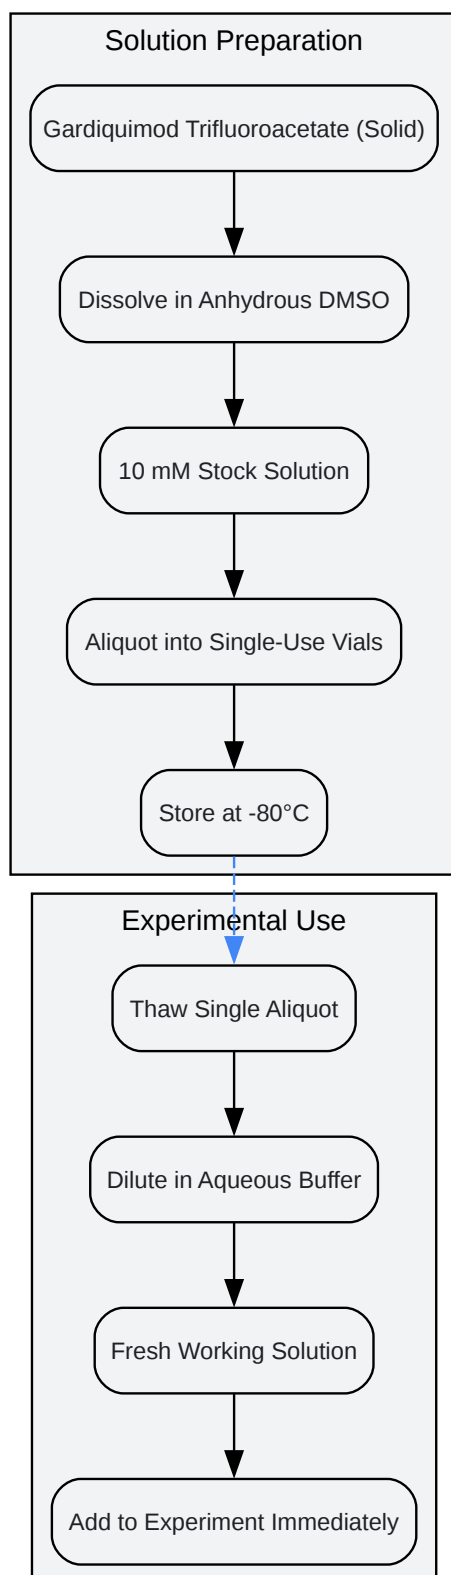 Solution Preparation
Gardiquimod Trifluoroacetate (Solid)
Dissolve in Anhydrous DMSO
10 mM Stock Solution
Aliquot into Single-Use Vials
Store at -80°C
Experimental Use
Thaw Single Aliquot
Dilute in Aqueous Buffer
Fresh Working Solution
Add to Experiment Immediately